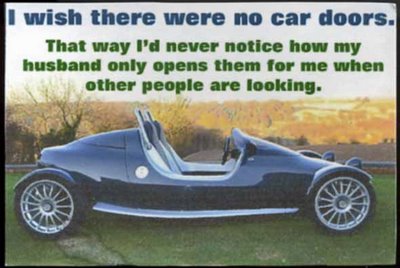 I wish there were no car doors.
That way I'd never notice how my
husband only opens them for me when
other people are looking.